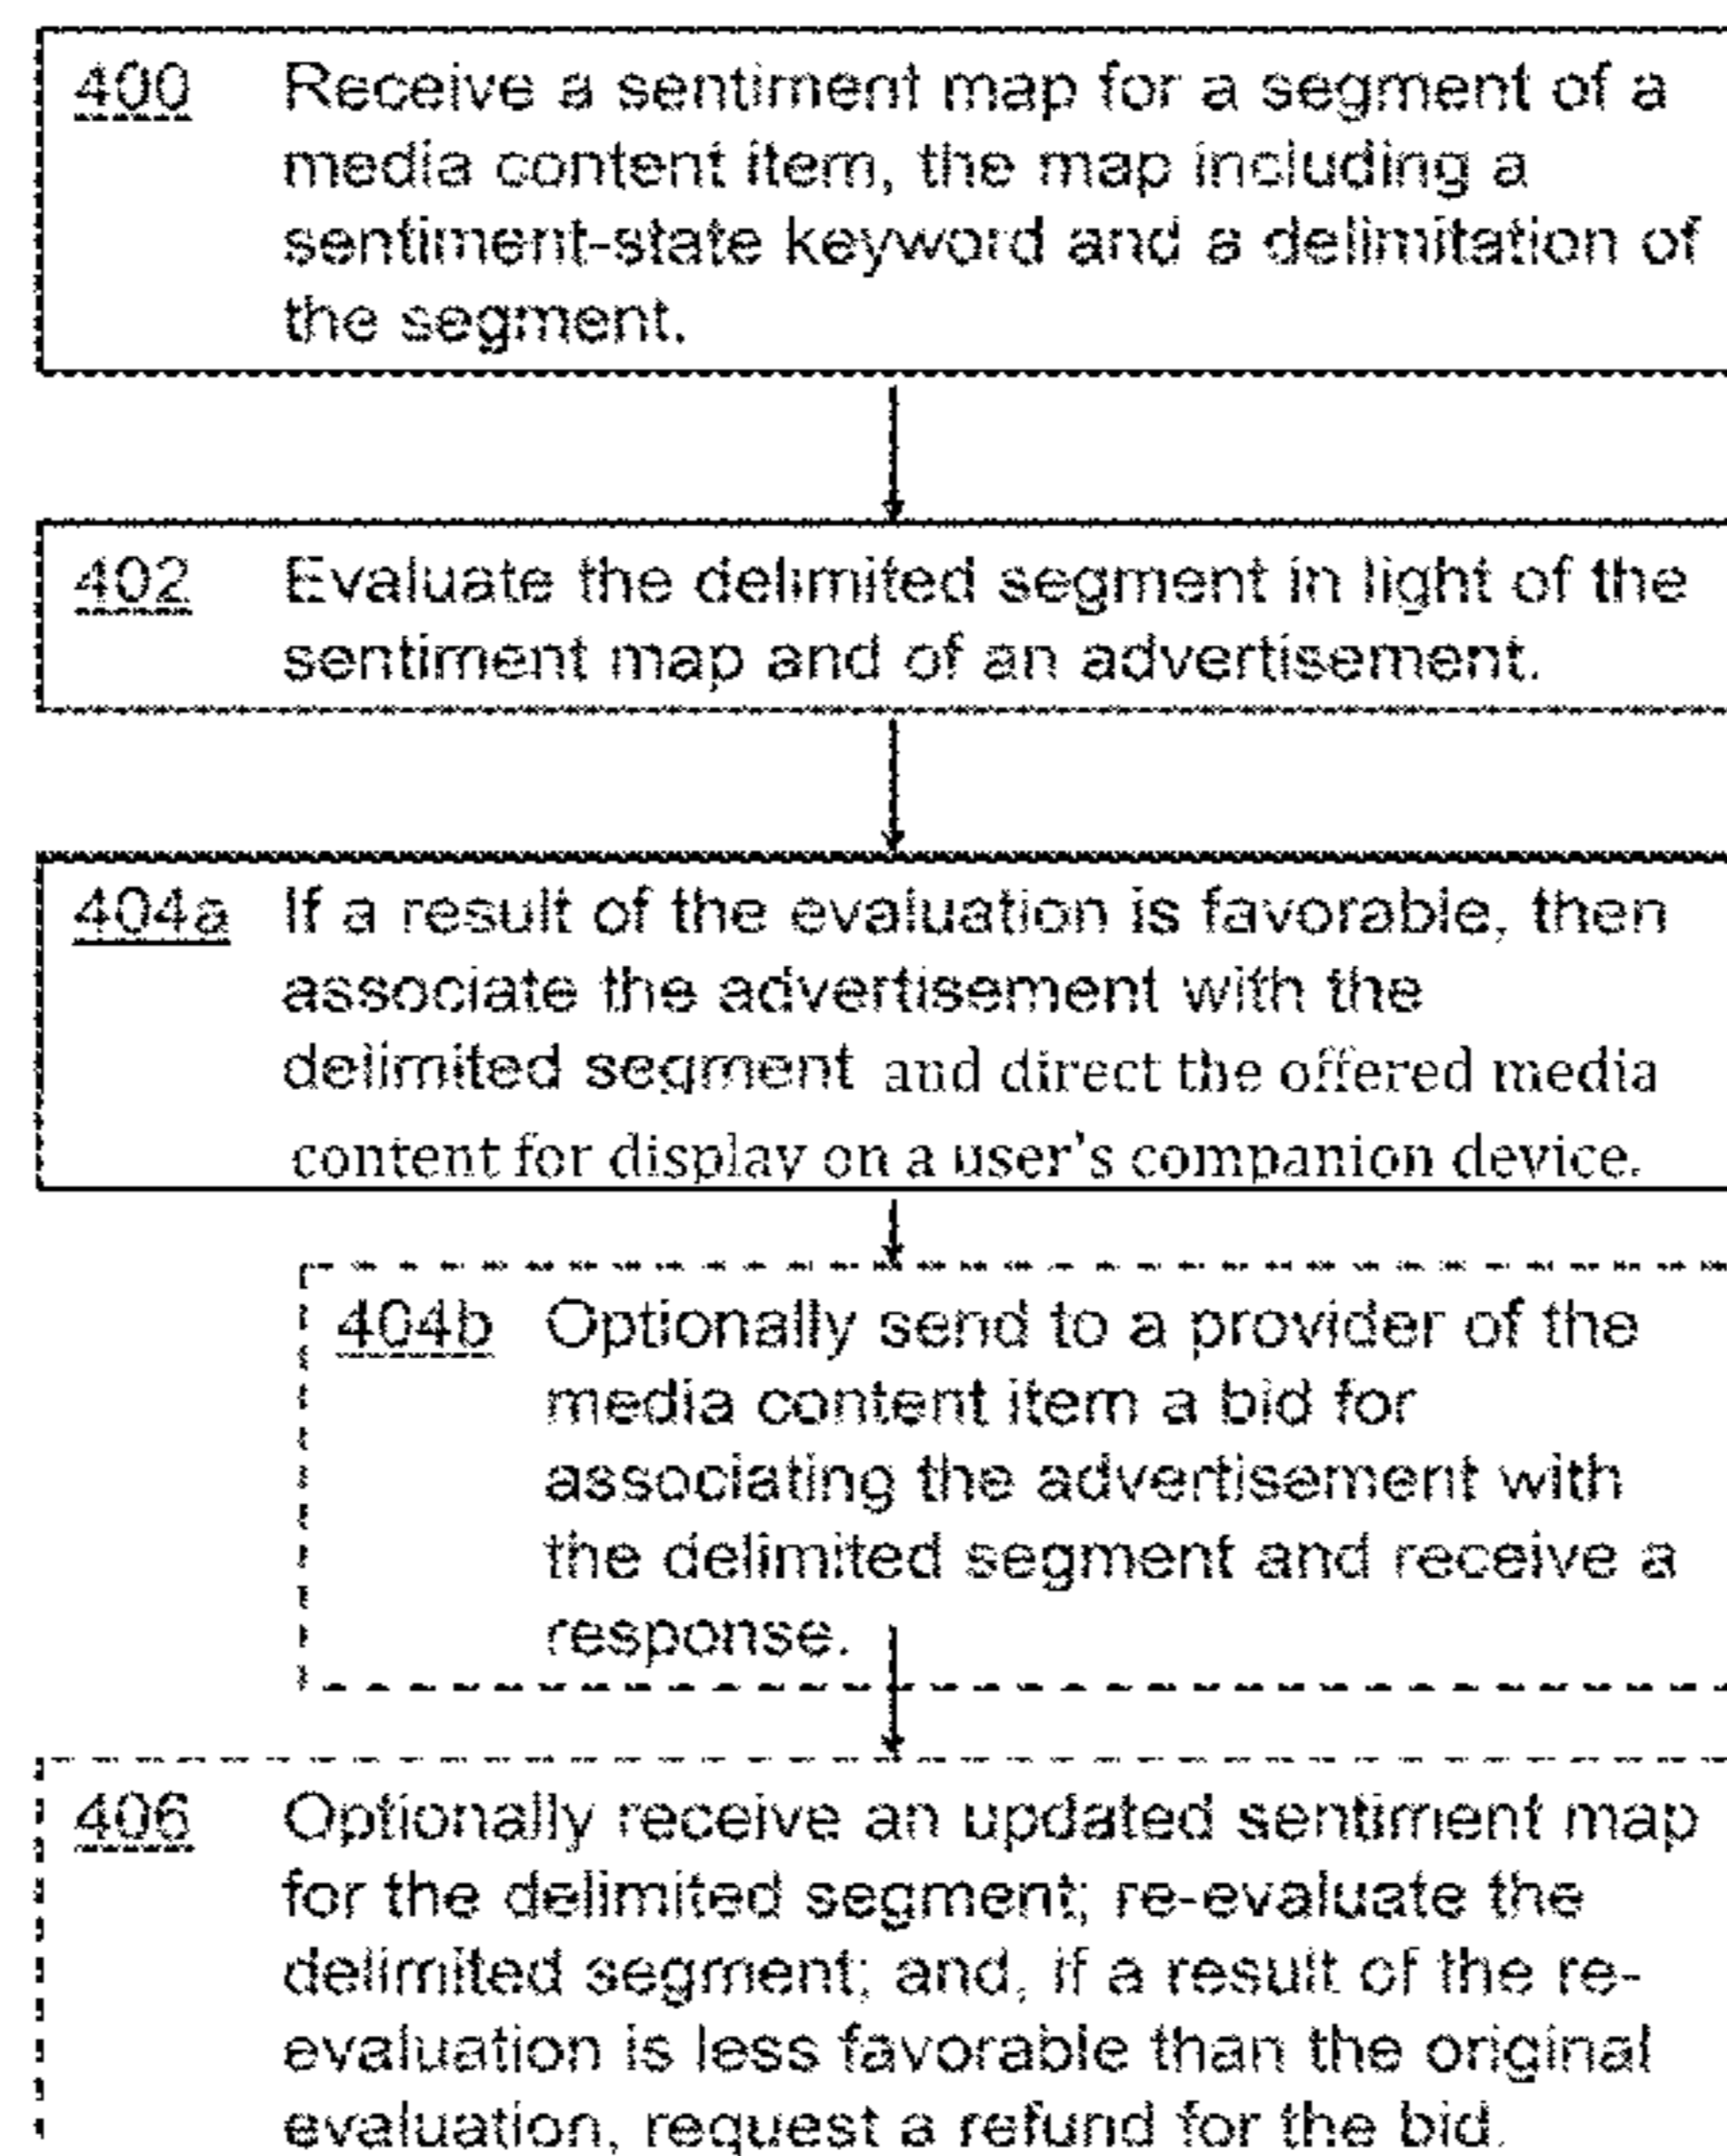 400 Receive a sentiment map for a segment of a
media content item, the map including a
sentiment-state keyword and a delimitation of
the segment.
402 Evaluate the delimited segment in light of the
sentiment map and of an advertisement.
404a If a result of the evaluation is favorable, then
associate the advertisement with the
delimited segment and direct the offered media
content for display on a user's companion device.
404b Optionally send to a provider of the
media content item a bid for
associating the advertisement with
the delimited segment and receive a
response.
406 Optionally receive an updated sentiment map
for the delimited segment; re-evaluate the
delimited segment; and, if a result of the re-
evaluation is less favorable than the original
evaluation, request a refund for the bid.